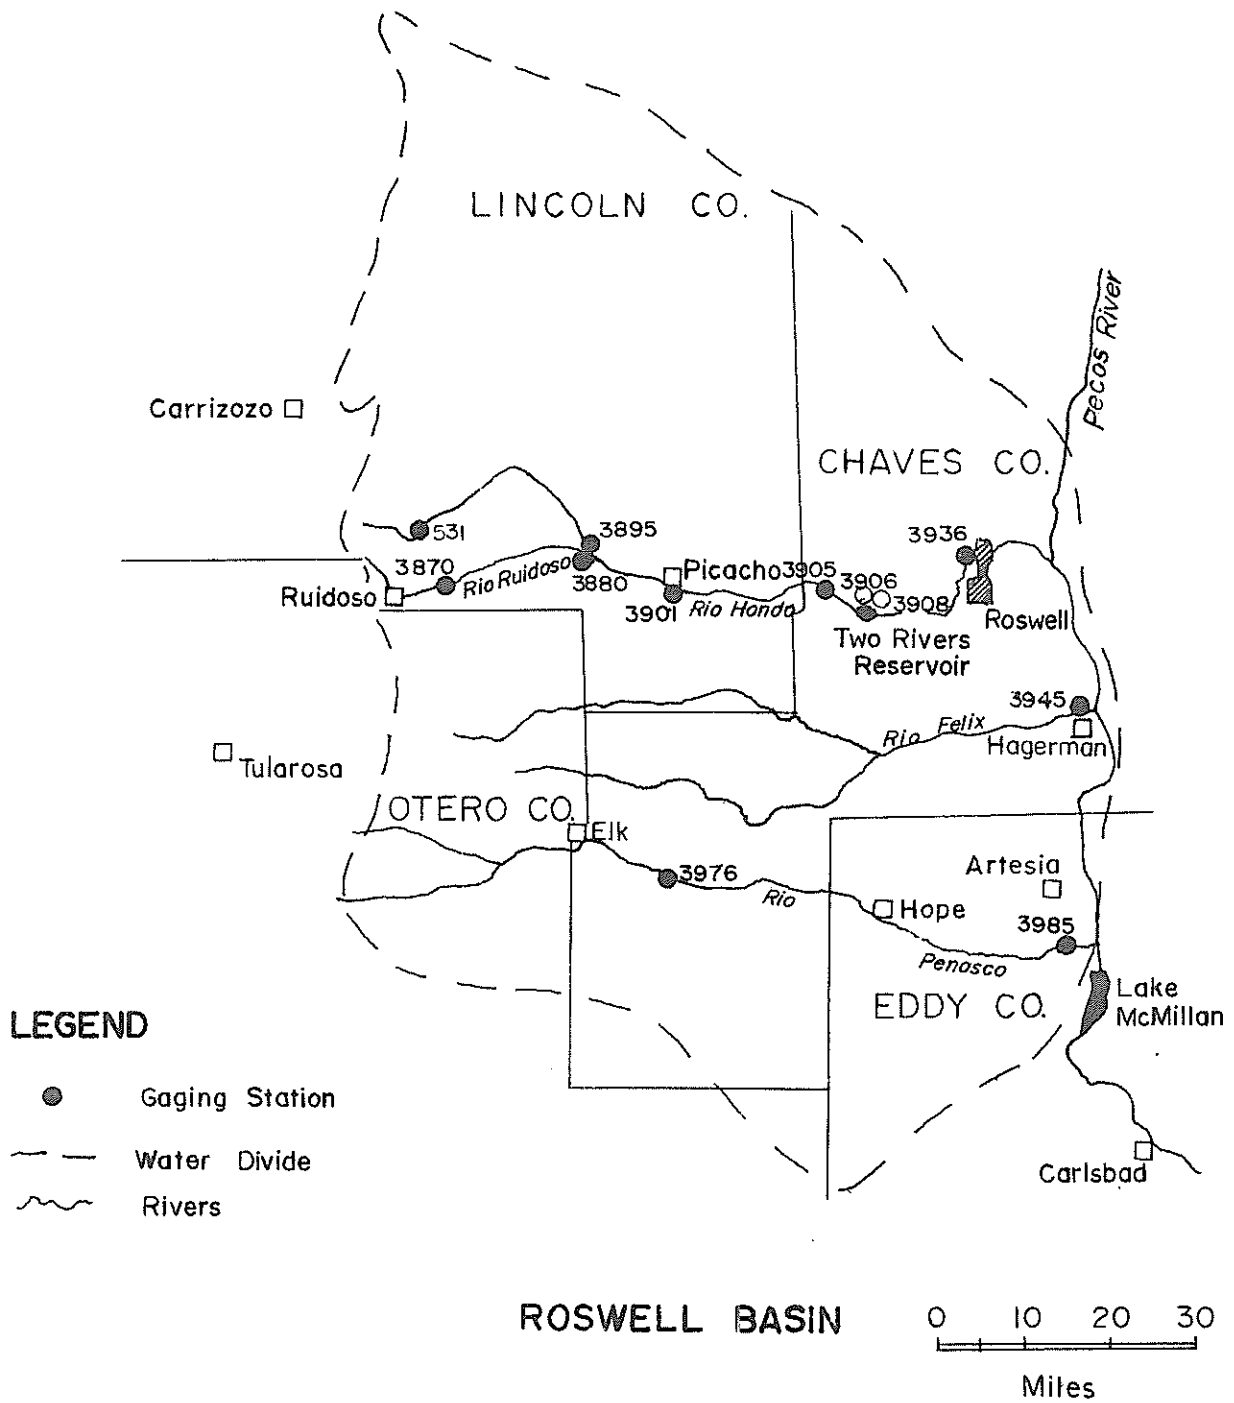 LINCOLN CO.
Pecos River
Carrizozo
CHAVES CO.
531
3895
3936
3870
Rio Ruidoso
3880
Picacho
3905
3906
Ruidoso
3901
Rio Hondo
3908
Roswell
Two Rivers
Reservoir
3945
Rio Felix
Hagerman
Tularosa
OTERO CO.
Elk
3976
Artesia
Rio
Hope
3985
Penasco
EDDY CO.
Lake
McMillan
LEGEND
Gaging Station
Water Divide
Rivers
Carlsbad
ROSWELL BASIN
0 10 20 30
Miles